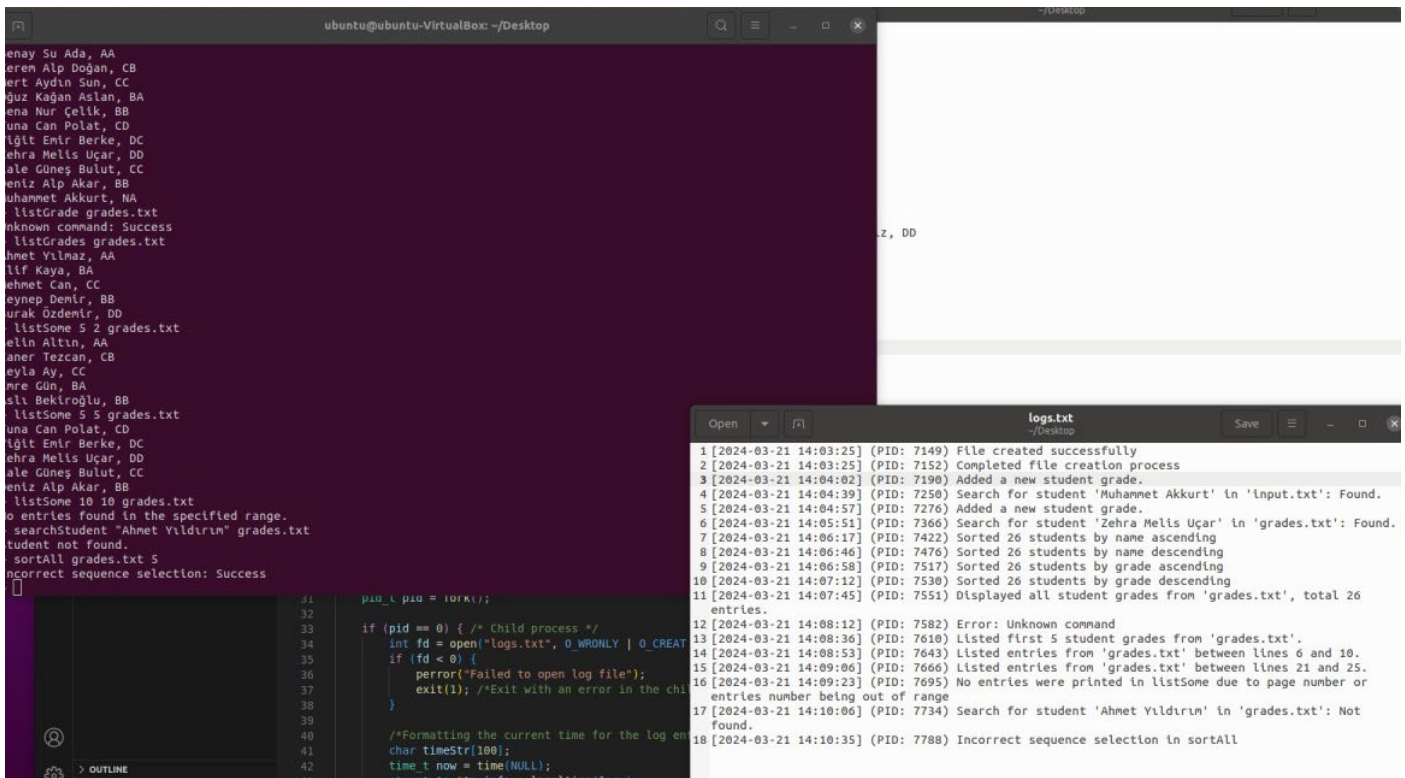 ubuntu@ubuntu-VirtualBox: ~/Desktop
enay Su Ada, AA
erem Alp Doğan, CB
ert Aydın Sun, CC
ğuz Kağan Aslan, BA
ena Nur Çelik, BB
una Can Polat, CD
iğit Emir Berke, DC
ehra Melis Uçar, DD
ale Güneş Bulut, CC
eniz Alp Akar, BB
uhammet Akkurt, NA
listGrade grades.txt
nknown command: Success
listGrades grades.txt
hmet Yılmaz, AA
lif Kaya, BA
ehmet Can, CC
eynep Demir, BB
urak Özdemir, DD
listSome 5 2 grades.txt
elin Altın, AA
aner Tezcan, CB
eyla Ay, CC
mre Gün, BA
slı Bekiroğlu, BB
listSome 5 5 grades.txt
una Can Polat, CD
iğit Emir Berke, DC
ehra Melis Uçar, DD
ale Güneş Bulut, CC
eniz Alp Akar, BB
listSome 10 10 grades.txt
o entries found in the specified range.
searchStudent "Ahmet Yıldırım" grades.txt
tudent not found.
sortAll grades.txt 5
ncorrect sequence selection: Success
~/Desktop
iz, DD
31 pid_t pid = fork();
32
33 if (pid == 0) { /* Child process */
34 int fd = open("logs.txt", O_WRONLY | O_CREAT
35 if (fd < 0) {
36 perror("Failed to open log file");
37 exit(1); /*Exit with an error in the chi
38 }
39
40 /*Formatting the current time for the log en
41 char timeStr[100];
42 time_t now = time(NULL);
> OUTLINE
Open logs.txt Save
~/Desktop
1 [2024-03-21 14:03:25] (PID: 7149) File created successfully
2 [2024-03-21 14:03:25] (PID: 7152) Completed file creation process
3 [2024-03-21 14:04:02] (PID: 7190) Added a new student grade.
4 [2024-03-21 14:04:39] (PID: 7250) Search for student 'Muhammet Akkurt' in 'input.txt': Found.
5 [2024-03-21 14:04:57] (PID: 7276) Added a new student grade.
6 [2024-03-21 14:05:51] (PID: 7366) Search for student 'Zehra Melis Uçar' in 'grades.txt': Found.
7 [2024-03-21 14:06:17] (PID: 7422) Sorted 26 students by name ascending
8 [2024-03-21 14:06:46] (PID: 7476) Sorted 26 students by name descending
9 [2024-03-21 14:06:58] (PID: 7517) Sorted 26 students by grade ascending
10 [2024-03-21 14:07:12] (PID: 7530) Sorted 26 students by grade descending
11 [2024-03-21 14:07:45] (PID: 7551) Displayed all student grades from 'grades.txt', total 26
entries.
12 [2024-03-21 14:08:12] (PID: 7582) Error: Unknown command
13 [2024-03-21 14:08:36] (PID: 7610) Listed first 5 student grades from 'grades.txt'.
14 [2024-03-21 14:08:53] (PID: 7643) Listed entries from 'grades.txt' between lines 6 and 10.
15 [2024-03-21 14:09:06] (PID: 7666) Listed entries from 'grades.txt' between lines 21 and 25.
16 [2024-03-21 14:09:23] (PID: 7695) No entries were printed in listSome due to page number or
entries number being out of range
17 [2024-03-21 14:10:06] (PID: 7734) Search for student 'Ahmet Yıldırım' in 'grades.txt': Not
found.
18 [2024-03-21 14:10:35] (PID: 7788) Incorrect sequence selection in sortAll